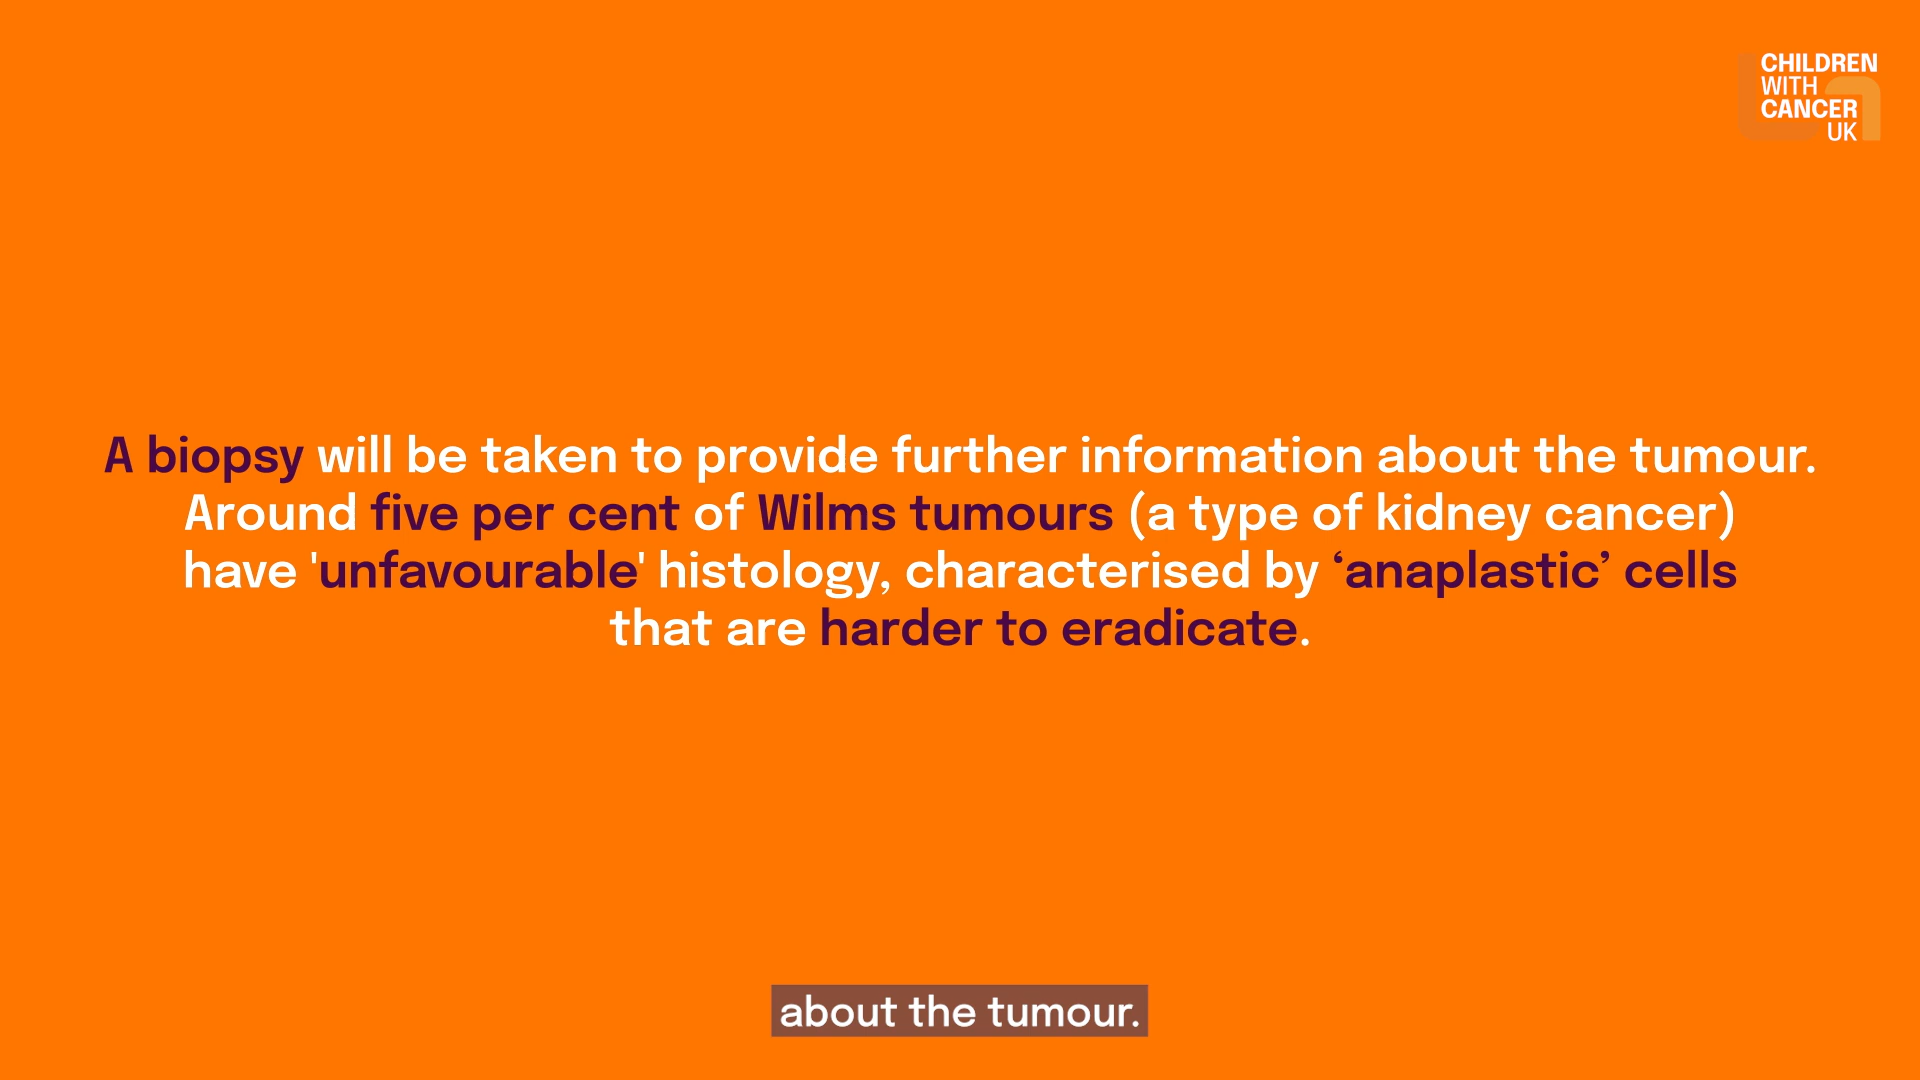 CHILDREN
WITH
CANCER
UK
A biopsy will be taken to provide further information about the tumour.
Around five per cent of Wilms tumours (a type of kidney cancer)
have 'unfavourable' histology, characterised by ‘anaplastic’ cells
that are harder to eradicate.
about the tumour.